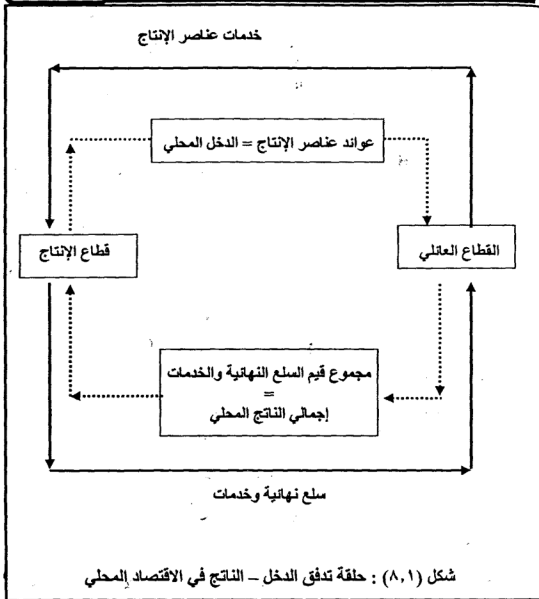 خدمات عناصر الإنتاج
عوائد عناصر الإنتاج = الدخل المحلي
القطاع العائلي
قطاع الإنتاج
مجموع قيم السلع النهائية والخدمات
=
إجمالي الناتج المحلي
سلع نهائية وخدمات
شكل (٨,١) : حلقة تدفق الدخل – الناتج في الاقتصاد المحلي